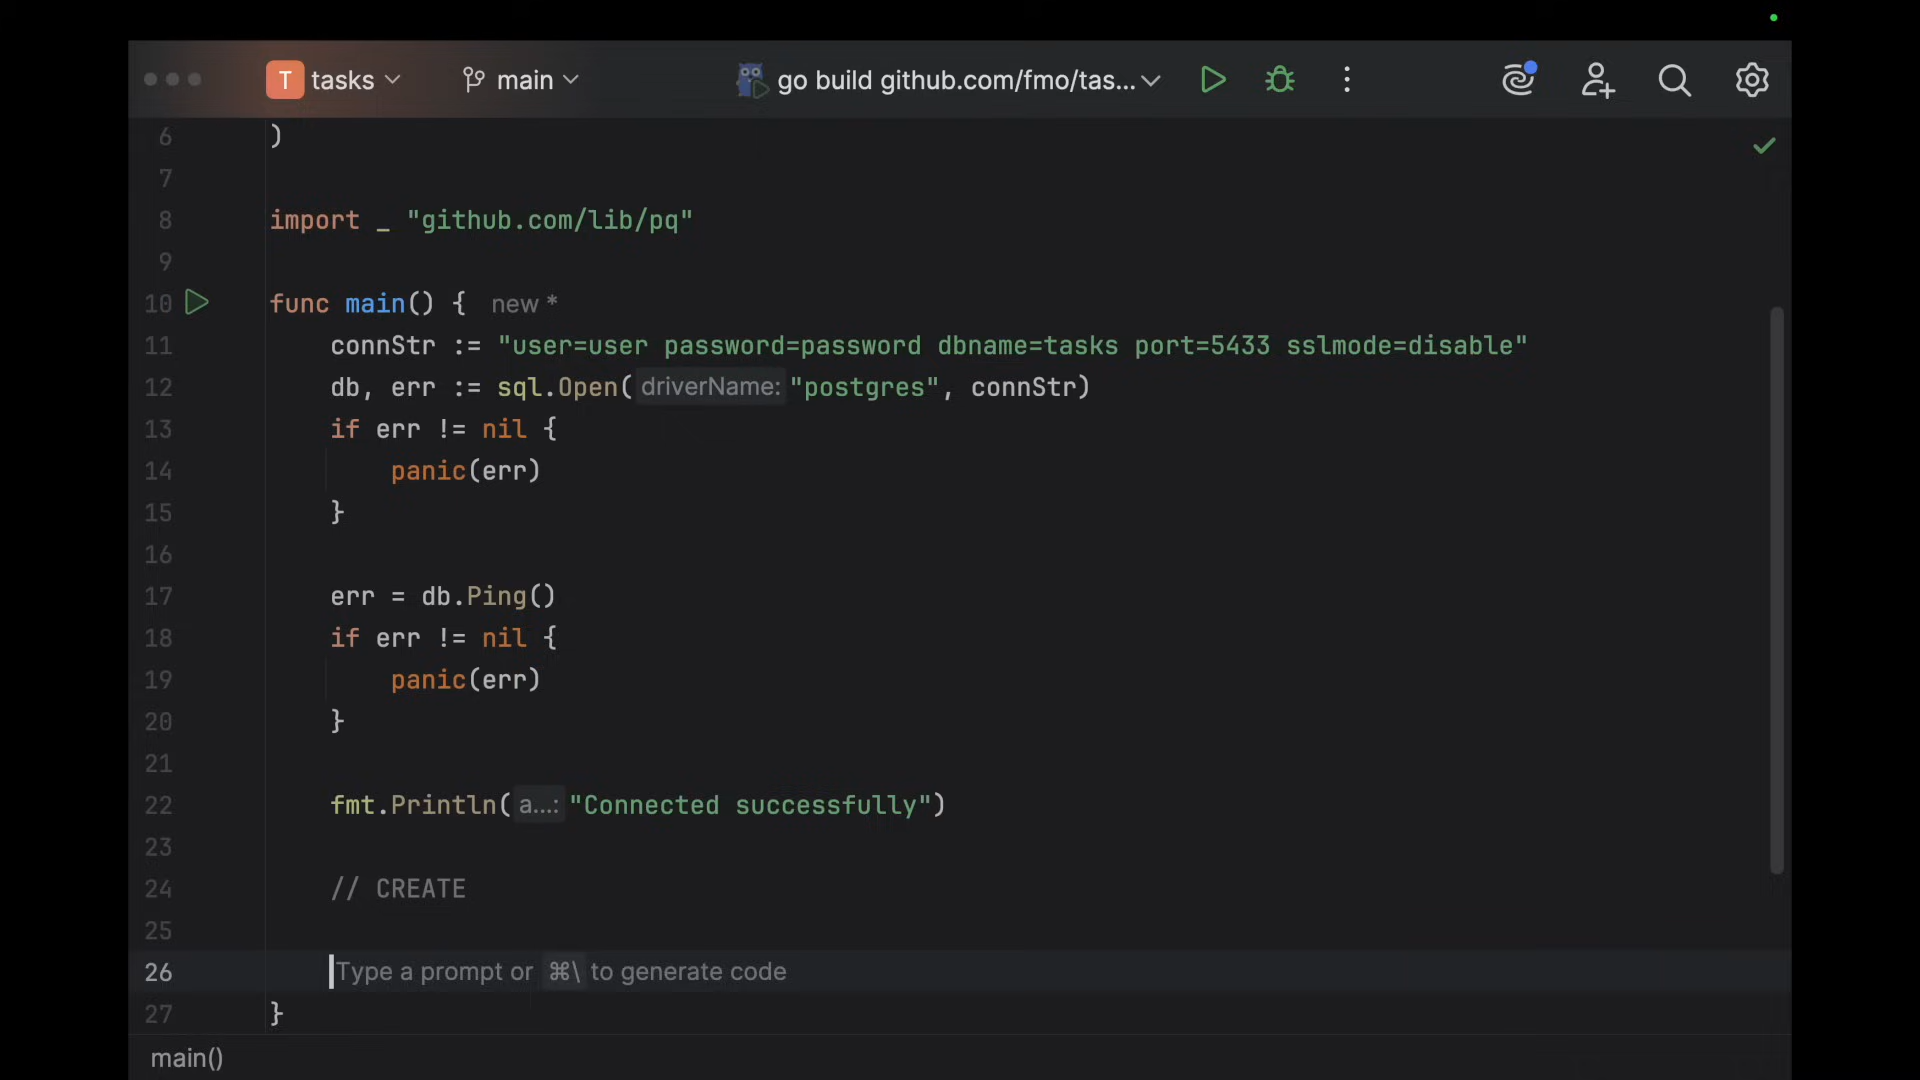 T tasks main go build github.com/fmo/tas...
6 )
7
8 import _ "github.com/lib/pq"
9
10 func main() { new *
11 connStr := "user=user password=password dbname=tasks port=5433 sslmode=disable"
12 db, err := sql.Open( driverName: "postgres", connStr)
13 if err != nil {
14 panic(err)
15 }
16
17 err = db.Ping()
18 if err != nil {
19 panic(err)
20 }
21
22 fmt.Println( a...: "Connected successfully")
23
24 // CREATE
25
26 Type a prompt or ⌘\ to generate code
27 }
main()